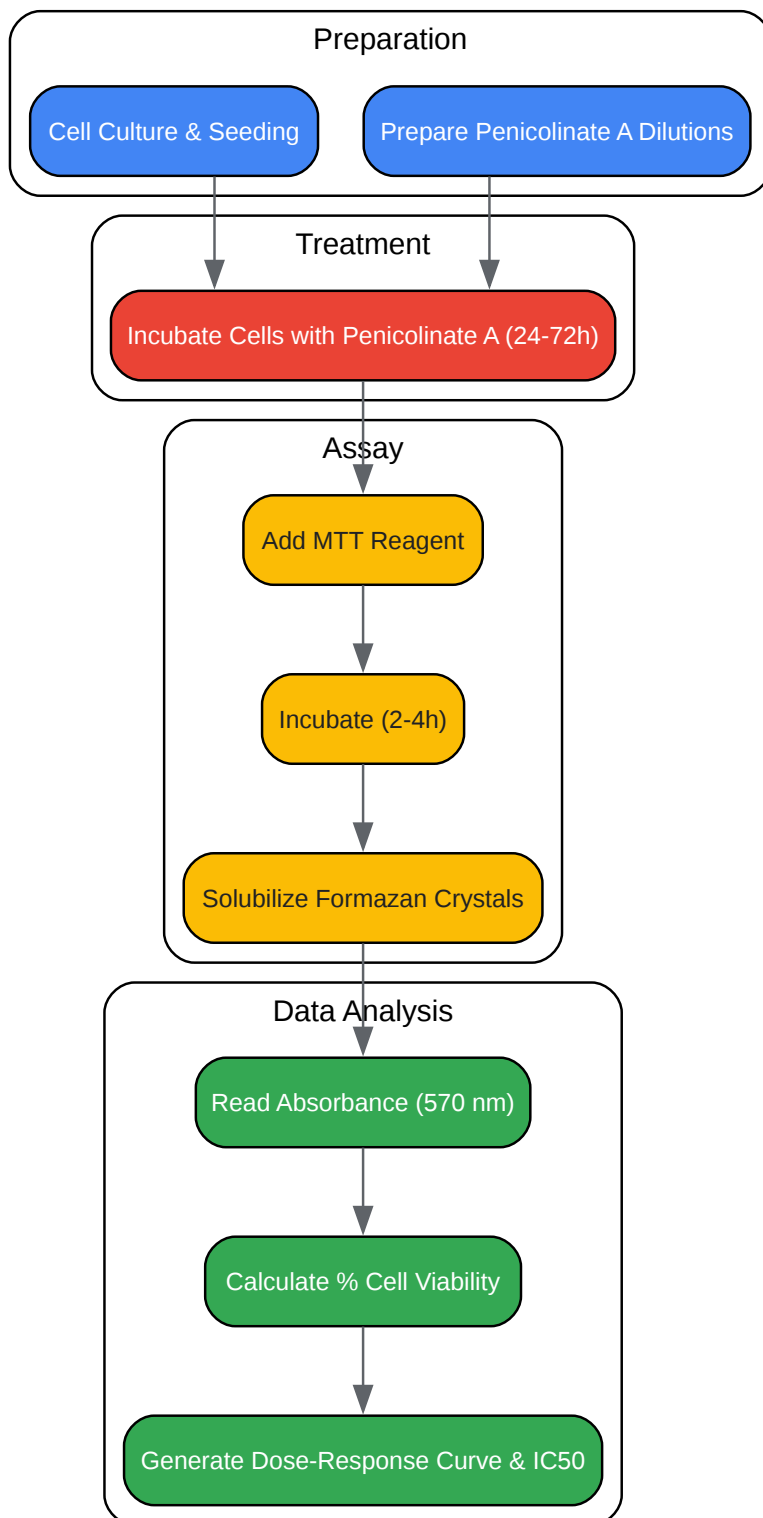 Preparation
Cell Culture & Seeding
Prepare Penicolinate A Dilutions
Treatment
Incubate Cells with Penicolinate A (24-72h)
Assay
Add MTT Reagent
Incubate (2-4h)
Solubilize Formazan Crystals
Data Analysis
Read Absorbance (570 nm)
Calculate % Cell Viability
Generate Dose-Response Curve & IC50